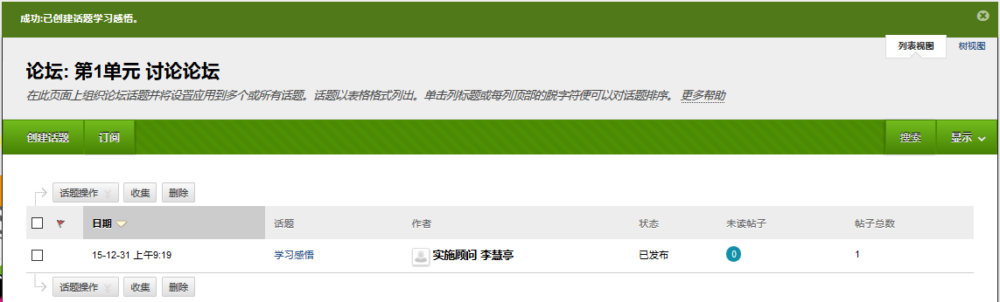 成功:已创建话题学习感悟。
列表视图
树视图
论坛: 第1单元 讨论论坛
在此页面上组织论坛话题并将设置应用到多个或所有话题。话题以表格格式列出。单击列标题或每列顶部的脱字符便可以对话题排序。 更多帮助
创建话题 订阅 搜索 显示
话题操作 收集 删除
日期 话题 作者 状态 未读帖子 帖子总数
15-12-31 上午9:19 学习感悟 实施顾问 李慧亭 已发布 0 1
话题操作 收集 删除